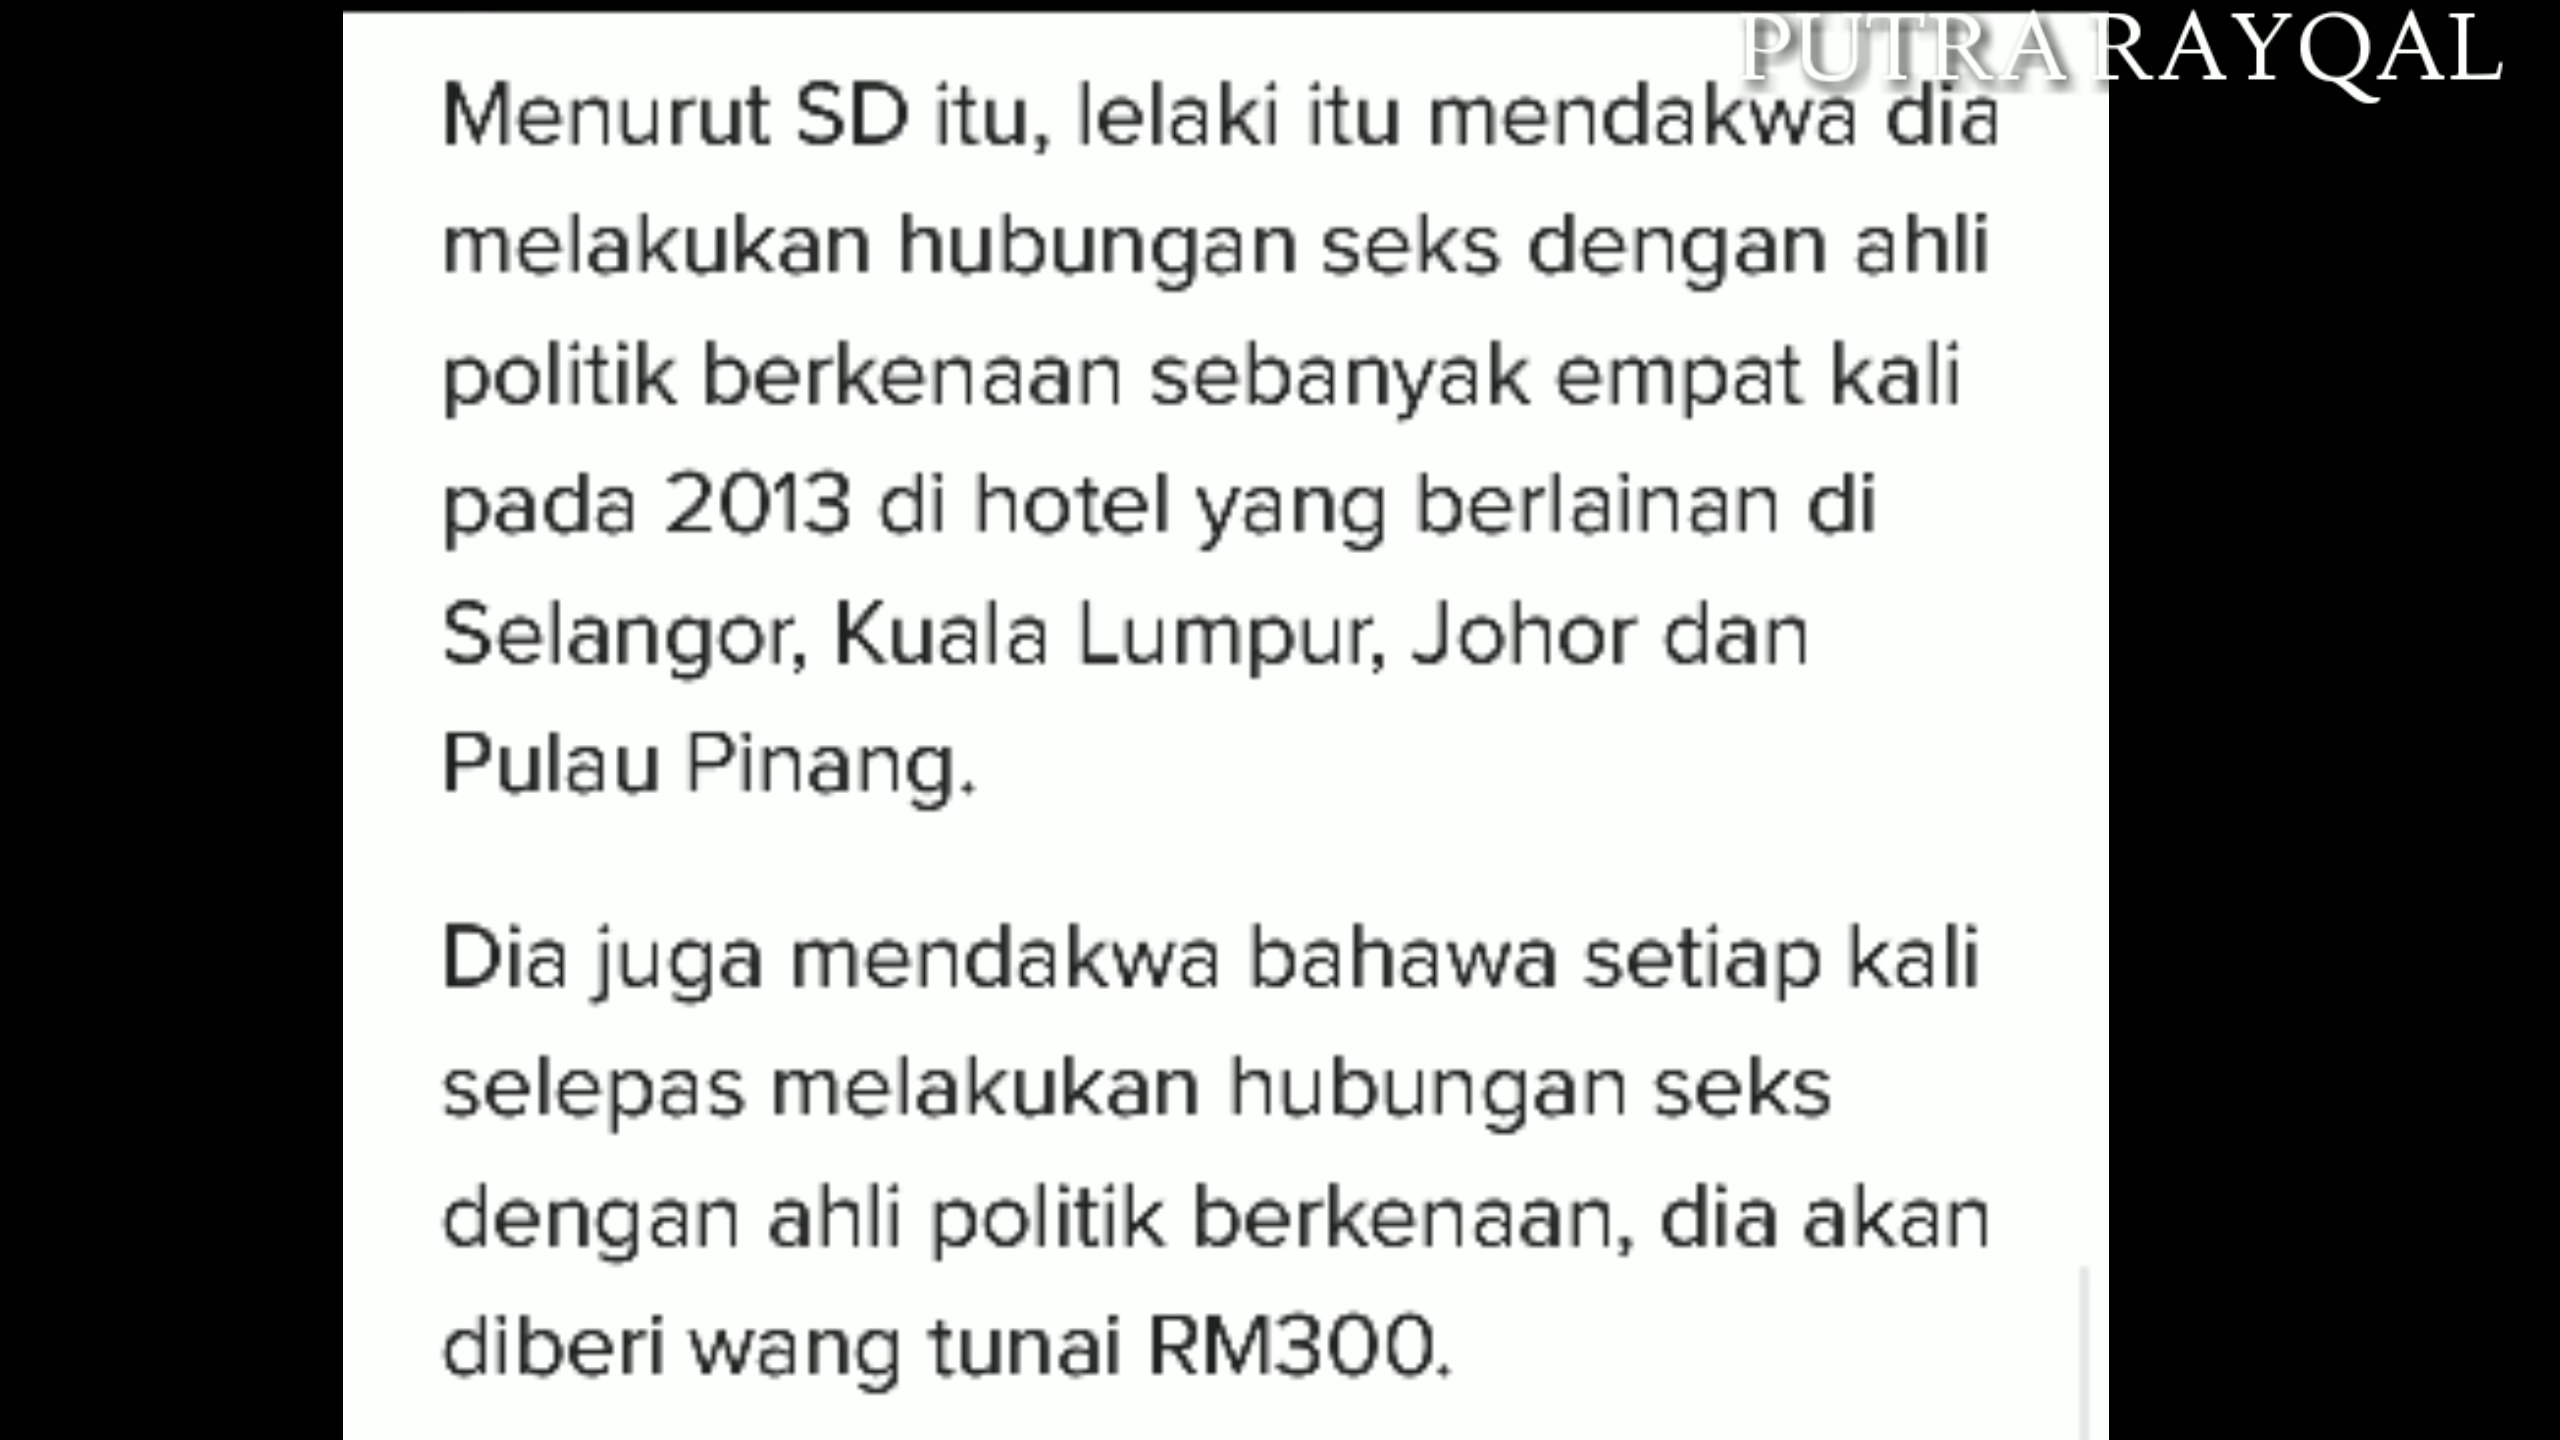 PUTRA RAYQAL
Menurut SD itu, lelaki itu mendakwa dia
melakukan hubungan seks dengan ahli
politik berkenaan sebanyak empat kali
pada 2013 di hotel yang berlainan di
Selangor, Kuala Lumpur, Johor dan
Pulau Pinang.
Dia juga mendakwa bahawa setiap kali
selepas melakukan hubungan seks
dengan ahli politik berkenaan, dia akan
diberi wang tunai RM300.